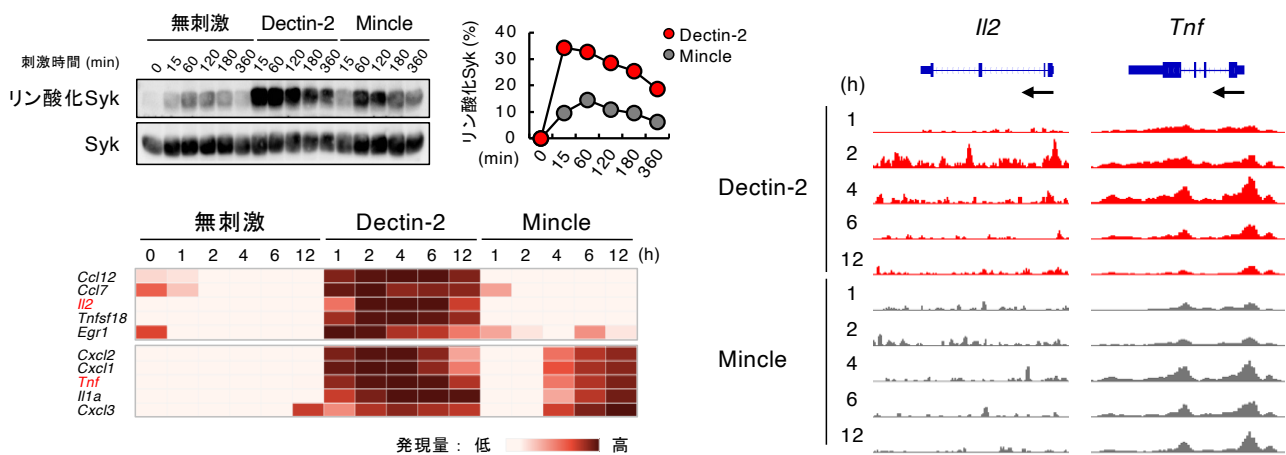 無刺激 Dectin-2 Mincle
刺激時間 (min) 0 15 60 120 180 360 15 60 120 180 360 15 60 120 180 360
リン酸化Syk
Syk
リン酸化Syk (%)
40
30
20
10
0
(min) 0 15 60 120 180 360
Dectin-2
Mincle
無刺激 Dectin-2 Mincle
0 1 2 4 6 12 1 2 4 6 12 1 2 4 6 12 (h)
Ccl12
Ccl7
Il2
Tnfsf18
Egr1
Cxcl2
Cxcl1
Tnf
Il1a
Cxcl3
発現量： 低 高
Il2 Tnf
(h)
Dectin-2
1
2
4
6
12
Mincle
1
2
4
6
12